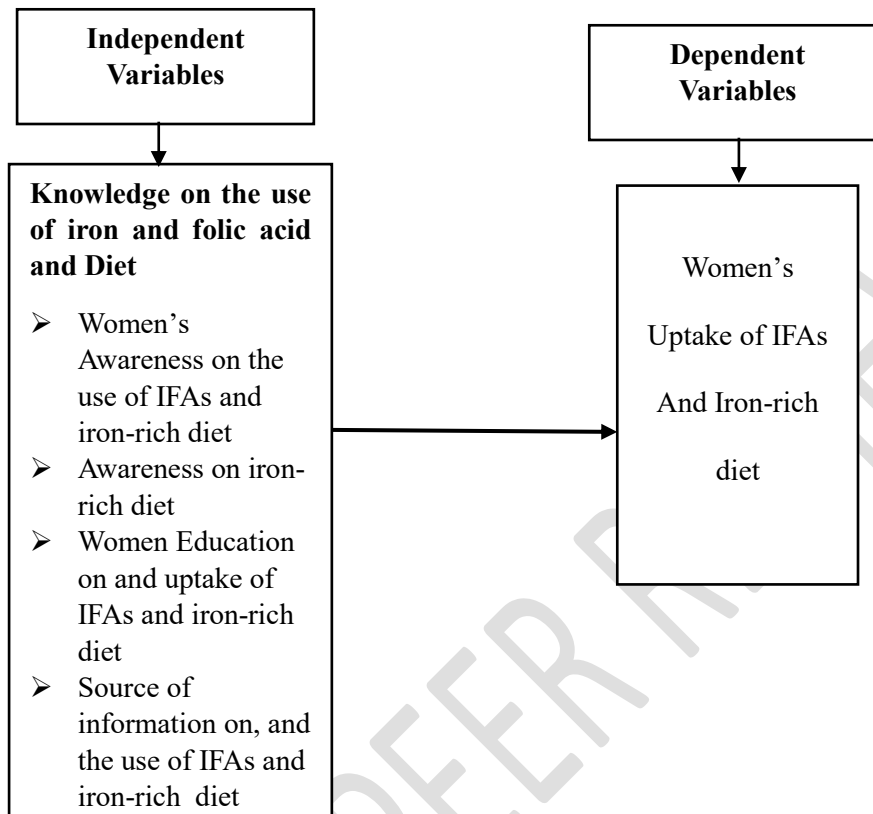 Independent
Variables
Dependent
Variables
Knowledge on the use
of iron and folic acid
and Diet
➢ Women’s
Awareness on the
use of IFAs and
iron-rich diet
➢ Awareness on iron-
rich diet
➢ Women Education
on and uptake of
IFAs and iron-rich
diet
➢ Source of
information on, and
the use of IFAs and
iron-rich diet
Women’s
Uptake of IFAs
And Iron-rich
diet
PEER